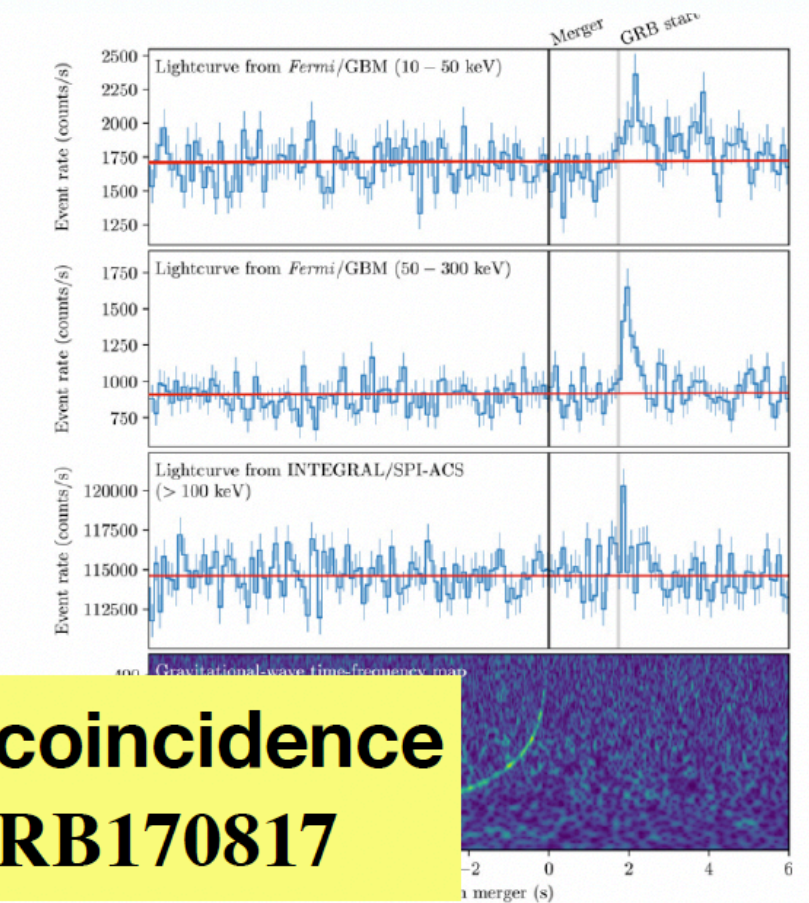 Merger
GRB start
Lightcurve from Fermi/GBM (10 – 50 keV)
Event rate (counts/s)
2500
2250
2000
1750
1500
1250
Lightcurve from Fermi/GBM (50 – 300 keV)
Event rate (counts/s)
1750
1500
1250
1000
750
Lightcurve from INTEGRAL/SPI-ACS
(> 100 keV)
Event rate (counts/s)
120000
117500
115000
112500
400
Gravitational-wave time-frequency map
coincidence
RB170817
−2 0 2 4 6
merger (s)